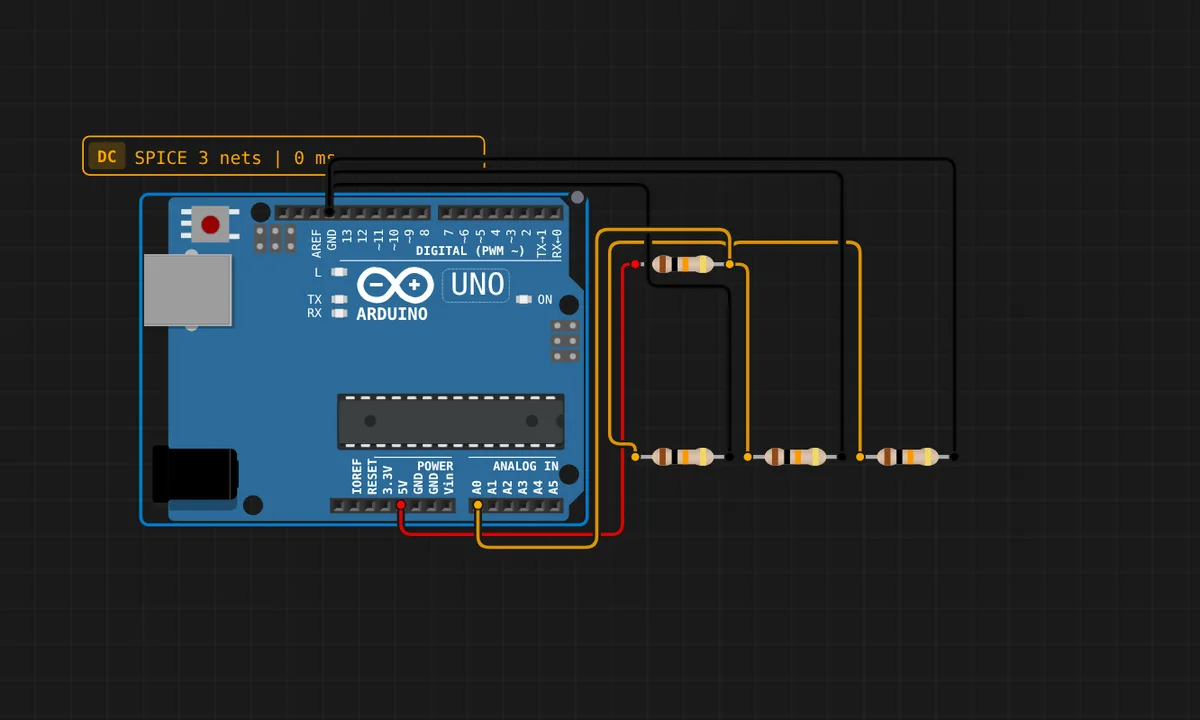 DC SPICE 3 nets | 0 ms
AREF
GND
13
12
~11
~10
~9
8
7
~6
~5
4
~3
2
TX→1
RX←0
DIGITAL (PWM ~)
L
TX
RX
UNO
ON
ARDUINO
POWER
ANALOG IN
IOREF
RESET
3.3V
5V
GND
GND
Vin
A0
A1
A2
A3
A4
A5